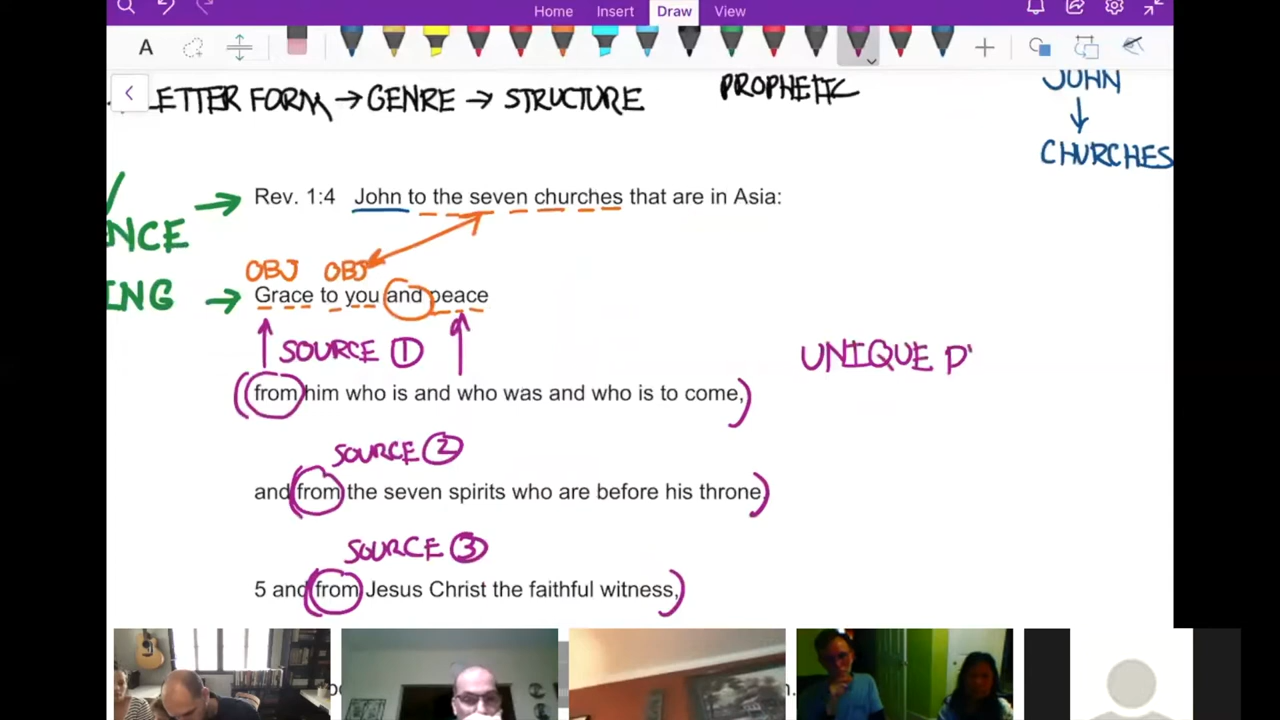 Home Insert Draw View
A
LETTER FORM → GENRE → STRUCTURE
PROPHETIC
JOHN
↓
CHURCHES
NCE →
Rev. 1:4 John to the seven churches that are in Asia:
OBJ OBJ
ING →
Grace to you and peace
SOURCE ①
UNIQUE P
(from him who is and who was and who is to come,)
SOURCE ②
and (from the seven spirits who are before his throne,)
SOURCE ③
5 and (from Jesus Christ the faithful witness,)